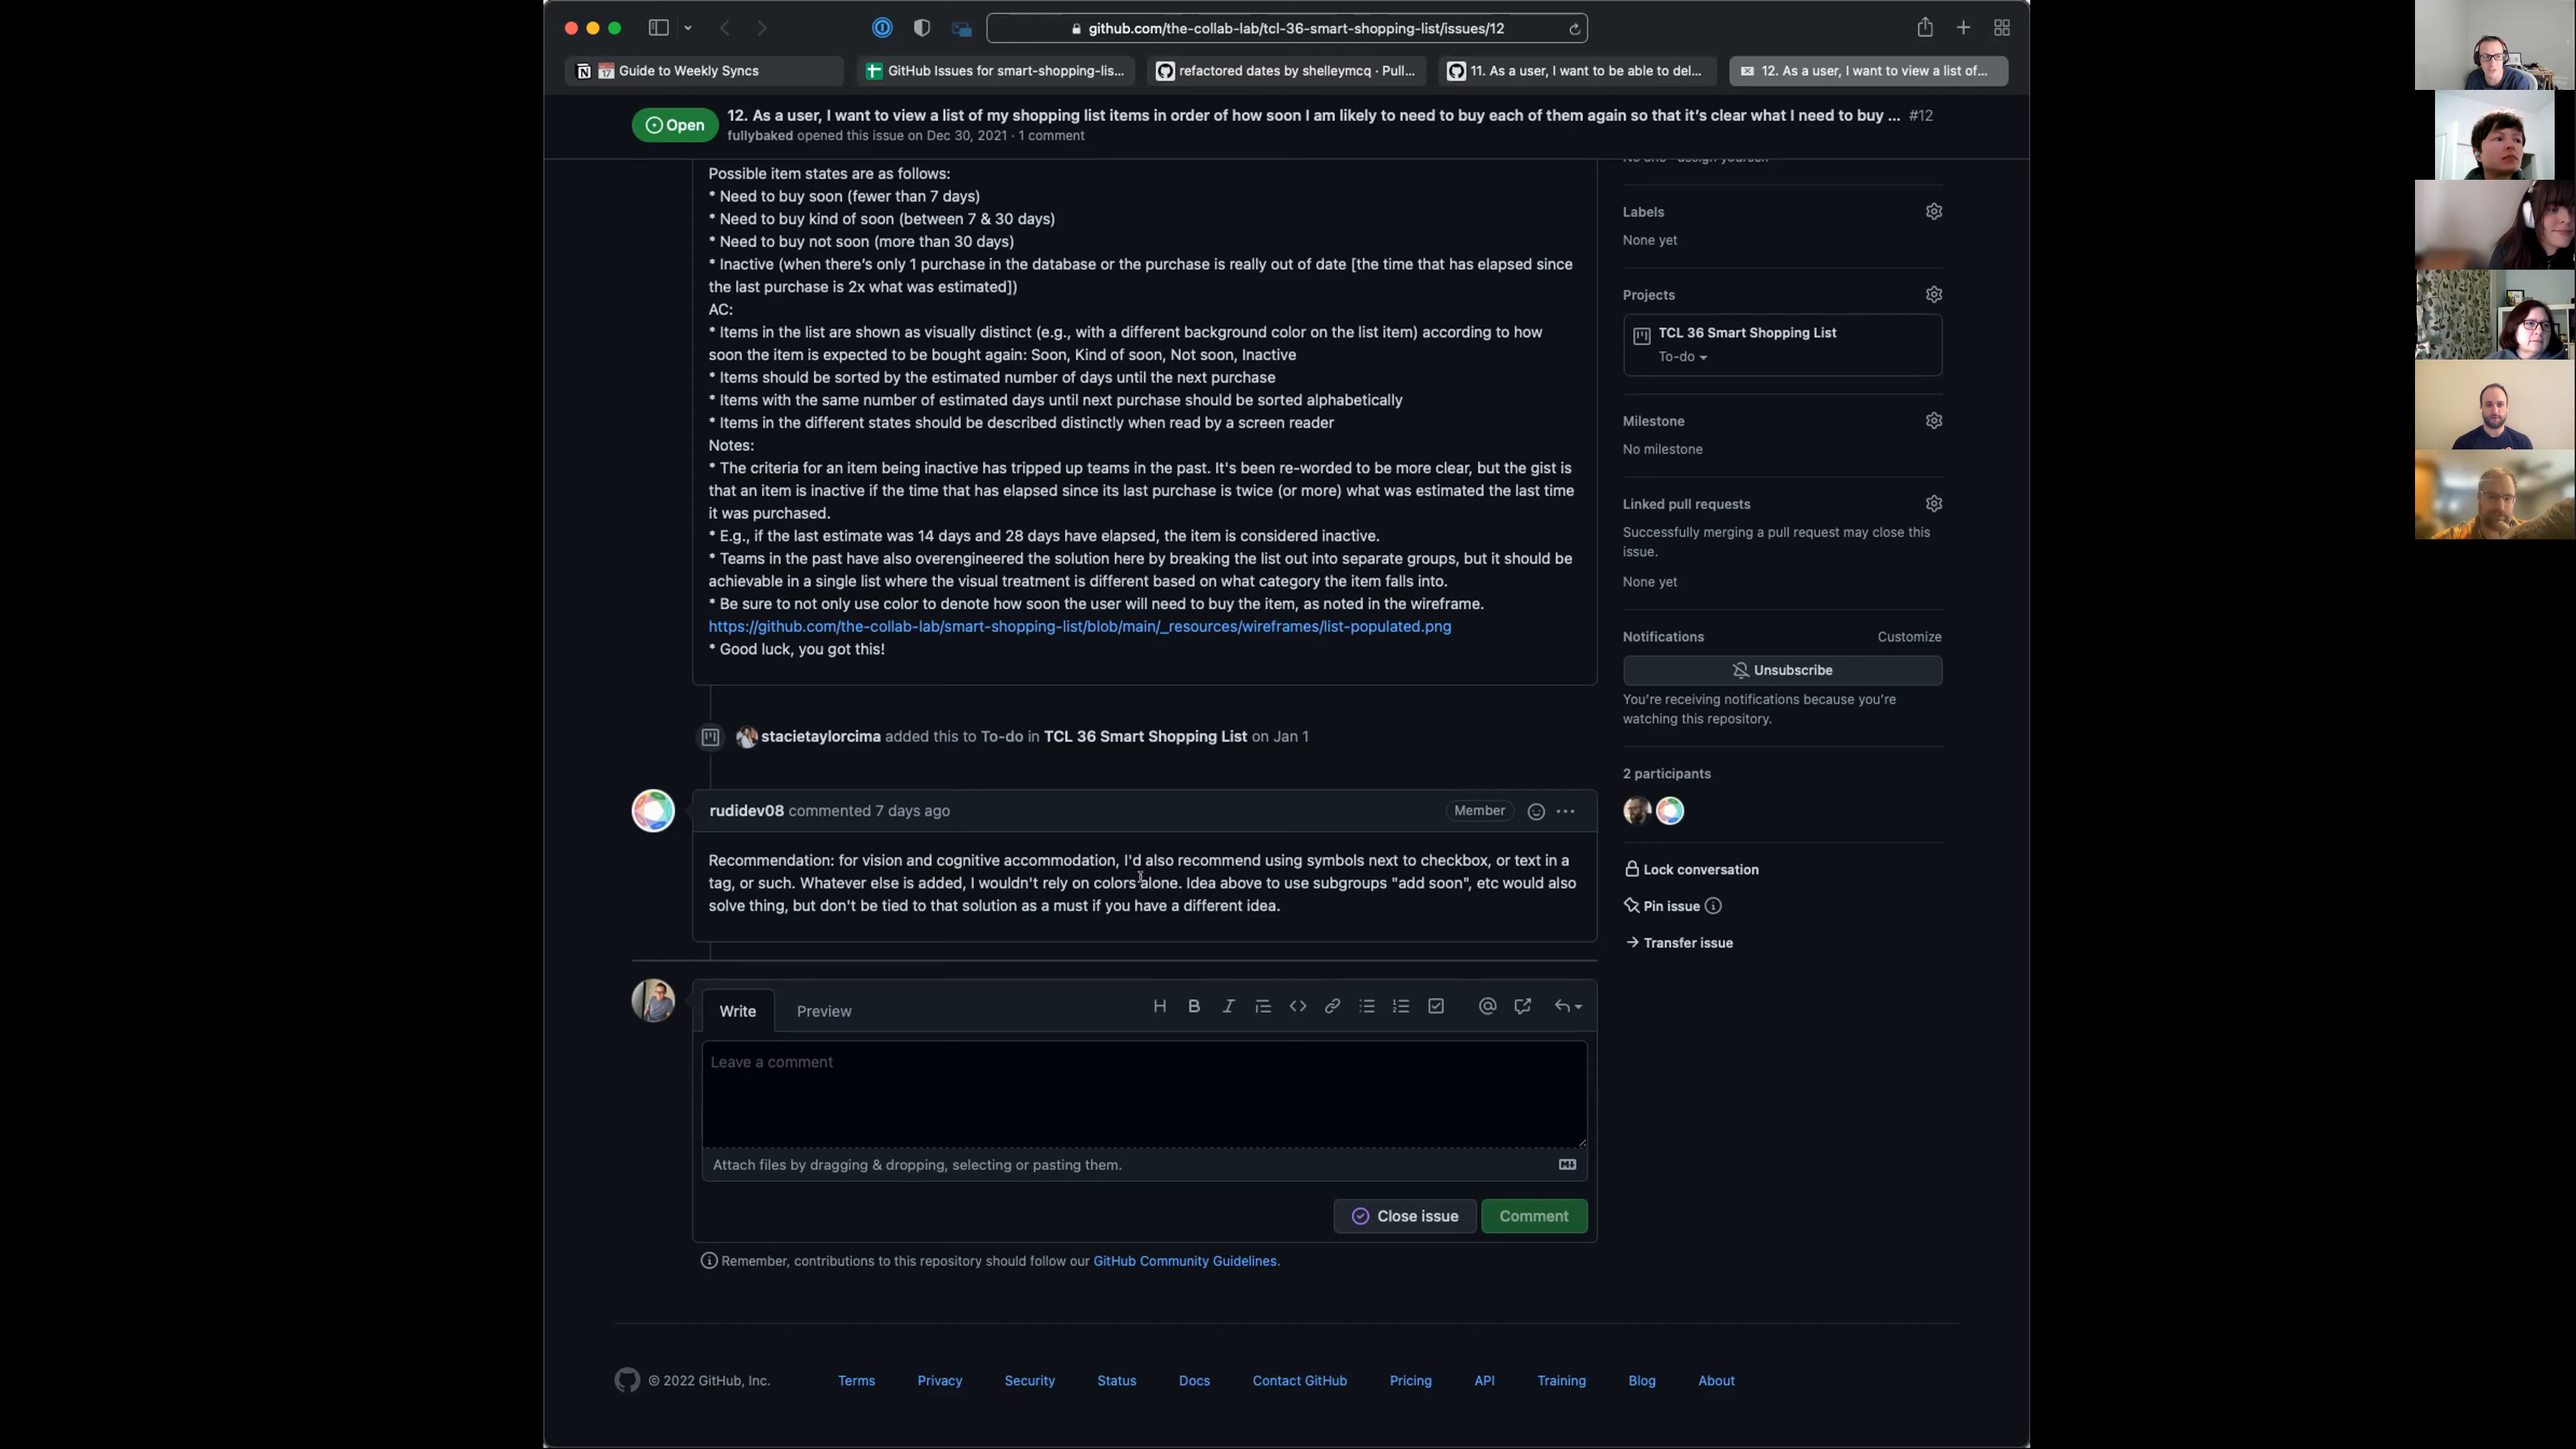 github.com/the-collab-lab/tcl-36-smart-shopping-list/issues/12
Guide to Weekly Syncs
GitHub Issues for smart-shopping-lis...
refactored dates by shelleymcq · Pull...
11. As a user, I want to be able to del...
12. As a user, I want to view a list of...
Open
12. As a user, I want to view a list of my shopping list items in order of how soon I am likely to need to buy each of them again so that it's clear what I need to buy ... #12
fullybaked opened this issue on Dec 30, 2021 · 1 comment
Possible item states are as follows:
* Need to buy soon (fewer than 7 days)
* Need to buy kind of soon (between 7 & 30 days)
* Need to buy not soon (more than 30 days)
* Inactive (when there's only 1 purchase in the database or the purchase is really out of date [the time that has elapsed since
the last purchase is 2x what was estimated])
AC:
* Items in the list are shown as visually distinct (e.g., with a different background color on the list item) according to how
soon the item is expected to be bought again: Soon, Kind of soon, Not soon, Inactive
* Items should be sorted by the estimated number of days until the next purchase
* Items with the same number of estimated days until next purchase should be sorted alphabetically
* Items in the different states should be described distinctly when read by a screen reader
Notes:
* The criteria for an item being inactive has tripped up teams in the past. It's been re-worded to be more clear, but the gist is
that an item is inactive if the time that has elapsed since its last purchase is twice (or more) what was estimated the last time
it was purchased.
* E.g., if the last estimate was 14 days and 28 days have elapsed, the item is considered inactive.
* Teams in the past have also overengineered the solution here by breaking the list out into separate groups, but it should be
achievable in a single list where the visual treatment is different based on what category the item falls into.
* Be sure to not only use color to denote how soon the user will need to buy the item, as noted in the wireframe.
https://github.com/the-collab-lab/smart-shopping-list/blob/main/_resources/wireframes/list-populated.png
* Good luck, you got this!
stacietaylorcima added this to To-do in TCL 36 Smart Shopping List on Jan 1
rudidev08 commented 7 days ago
Member
Recommendation: for vision and cognitive accommodation, I'd also recommend using symbols next to checkbox, or text in a
tag, or such. Whatever else is added, I wouldn't rely on colors alone. Idea above to use subgroups "add soon", etc would also
solve thing, but don't be tied to that solution as a must if you have a different idea.
Write
Preview
Leave a comment
Attach files by dragging & dropping, selecting or pasting them.
Close issue
Comment
Remember, contributions to this repository should follow our GitHub Community Guidelines.
No one - assign yourself
Labels
None yet
Projects
TCL 36 Smart Shopping List
To-do
Milestone
No milestone
Linked pull requests
Successfully merging a pull request may close this
issue.
None yet
Notifications
Customize
Unsubscribe
You're receiving notifications because you're
watching this repository.
2 participants
Lock conversation
Pin issue
Transfer issue
© 2022 GitHub, Inc.
Terms
Privacy
Security
Status
Docs
Contact GitHub
Pricing
API
Training
Blog
About